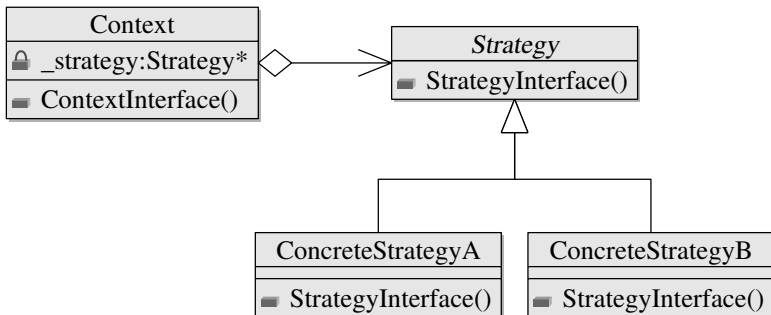 Context
_strategy:Strategy*
ContextInterface()
Strategy
StrategyInterface()
ConcreteStrategyA
StrategyInterface()
ConcreteStrategyB
StrategyInterface()